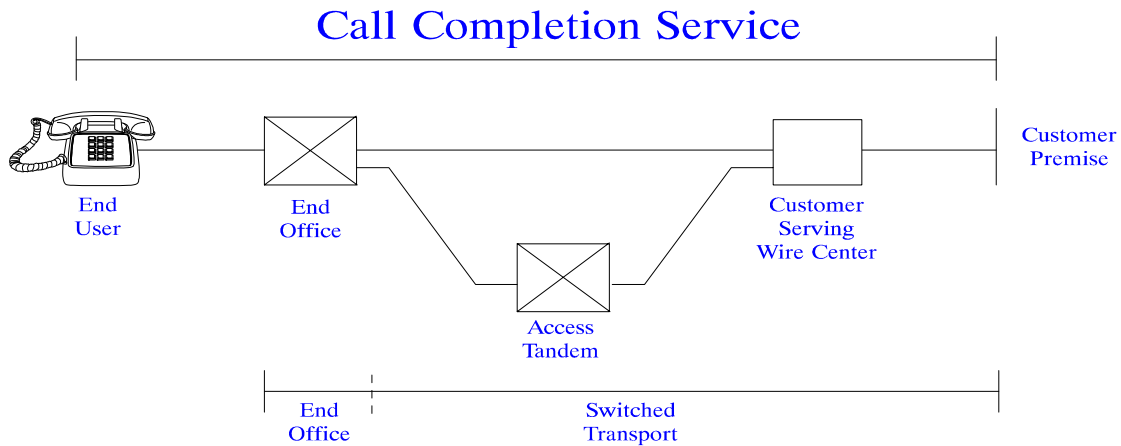 Call Completion Service
Customer
Premise
End
User
End
Office
Customer
Serving
Wire Center
Access
Tandem
End
Office
Switched
Transport